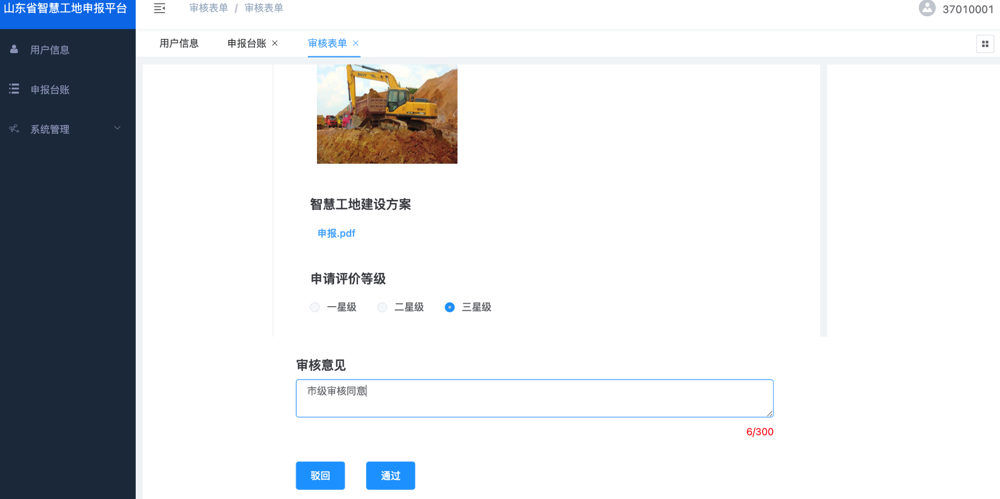 山东省智慧工地申报平台
审核表单 / 审核表单
37010001
用户信息
申报台账
系统管理
用户信息 申报台账 × 审核表单 ×
SANY
SANY
智慧工地建设方案
申报.pdf
申请评价等级
一星级 二星级 三星级
审核意见
市级审核同意
6/300
驳回 通过